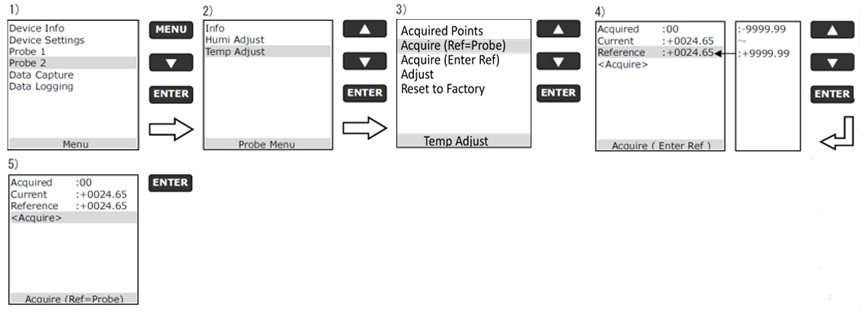 1)
Device Info
Device Settings
Probe 1
Probe 2
Data Capture
Data Logging
Menu
MENU
ENTER
2)
Info
Humi Adjust
Temp Adjust
Probe Menu
ENTER
3)
Acquired Points
Acquire (Ref=Probe)
Acquire (Enter Ref)
Adjust
Reset to Factory
Temp Adjust
ENTER
4)
Acquired :00
Current :+0024.65
Reference :+0024.65
<Acquire>
Acquire ( Enter Ref )
:-9999.99
~
:+9999.99
ENTER
5)
Acquired :00
Current :+0024.65
Reference :+0024.65
<Acquire>
Acquire (Ref=Probe)
ENTER